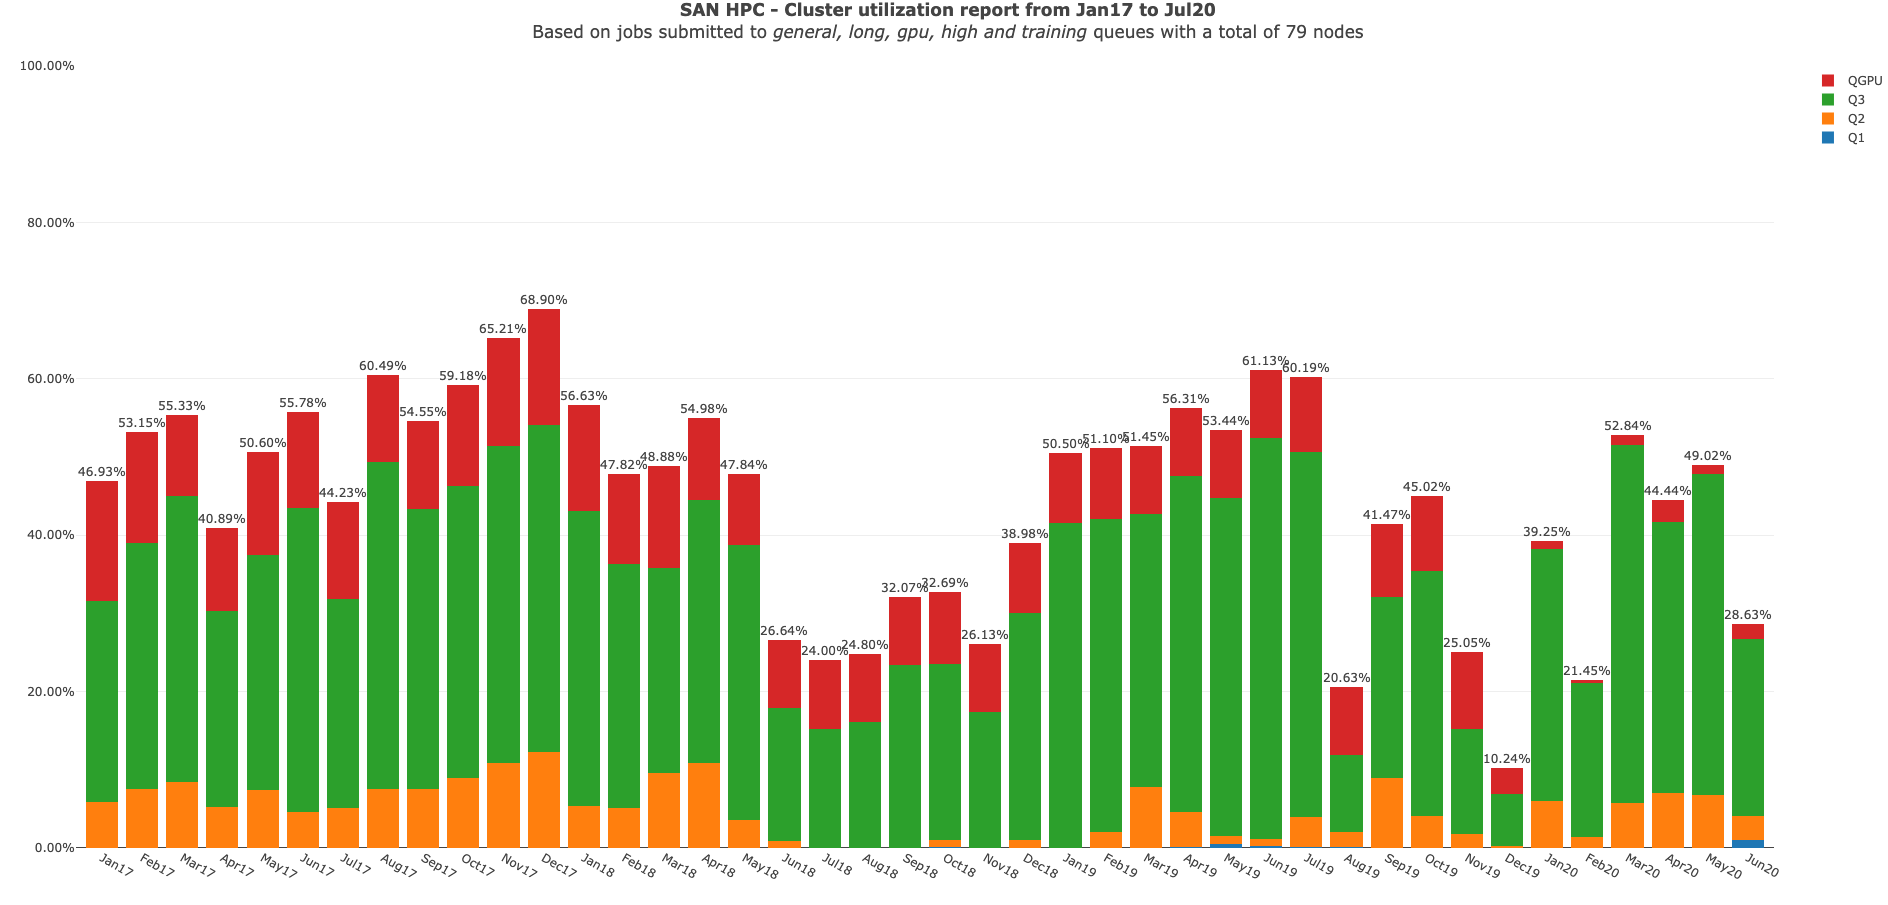 SAN HPC - Cluster utilization report from Jan17 to Jul20
Based on jobs submitted to general, long, gpu, high and training queues with a total of 79 nodes
100.00%
80.00%
60.00%
40.00%
20.00%
0.00%
QGPU
Q3
Q2
Q1
46.93%
53.15%
55.33%
40.89%
50.60%
55.78%
44.23%
60.49%
54.55%
59.18%
65.21%
68.90%
56.63%
47.82%
48.88%
54.98%
47.84%
26.64%
24.00%
24.80%
32.07%
32.69%
26.13%
38.98%
50.50%
51.10%
51.45%
56.31%
53.44%
61.13%
60.19%
20.63%
41.47%
45.02%
25.05%
10.24%
39.25%
21.45%
52.84%
44.44%
49.02%
28.63%
Jan17
Feb17
Mar17
Apr17
May17
Jun17
Jul17
Aug17
Sep17
Oct17
Nov17
Dec17
Jan18
Feb18
Mar18
Apr18
May18
Jun18
Jul18
Aug18
Sep18
Oct18
Nov18
Dec18
Jan19
Feb19
Mar19
Apr19
May19
Jun19
Jul19
Aug19
Sep19
Oct19
Nov19
Dec19
Jan20
Feb20
Mar20
Apr20
May20
Jun20